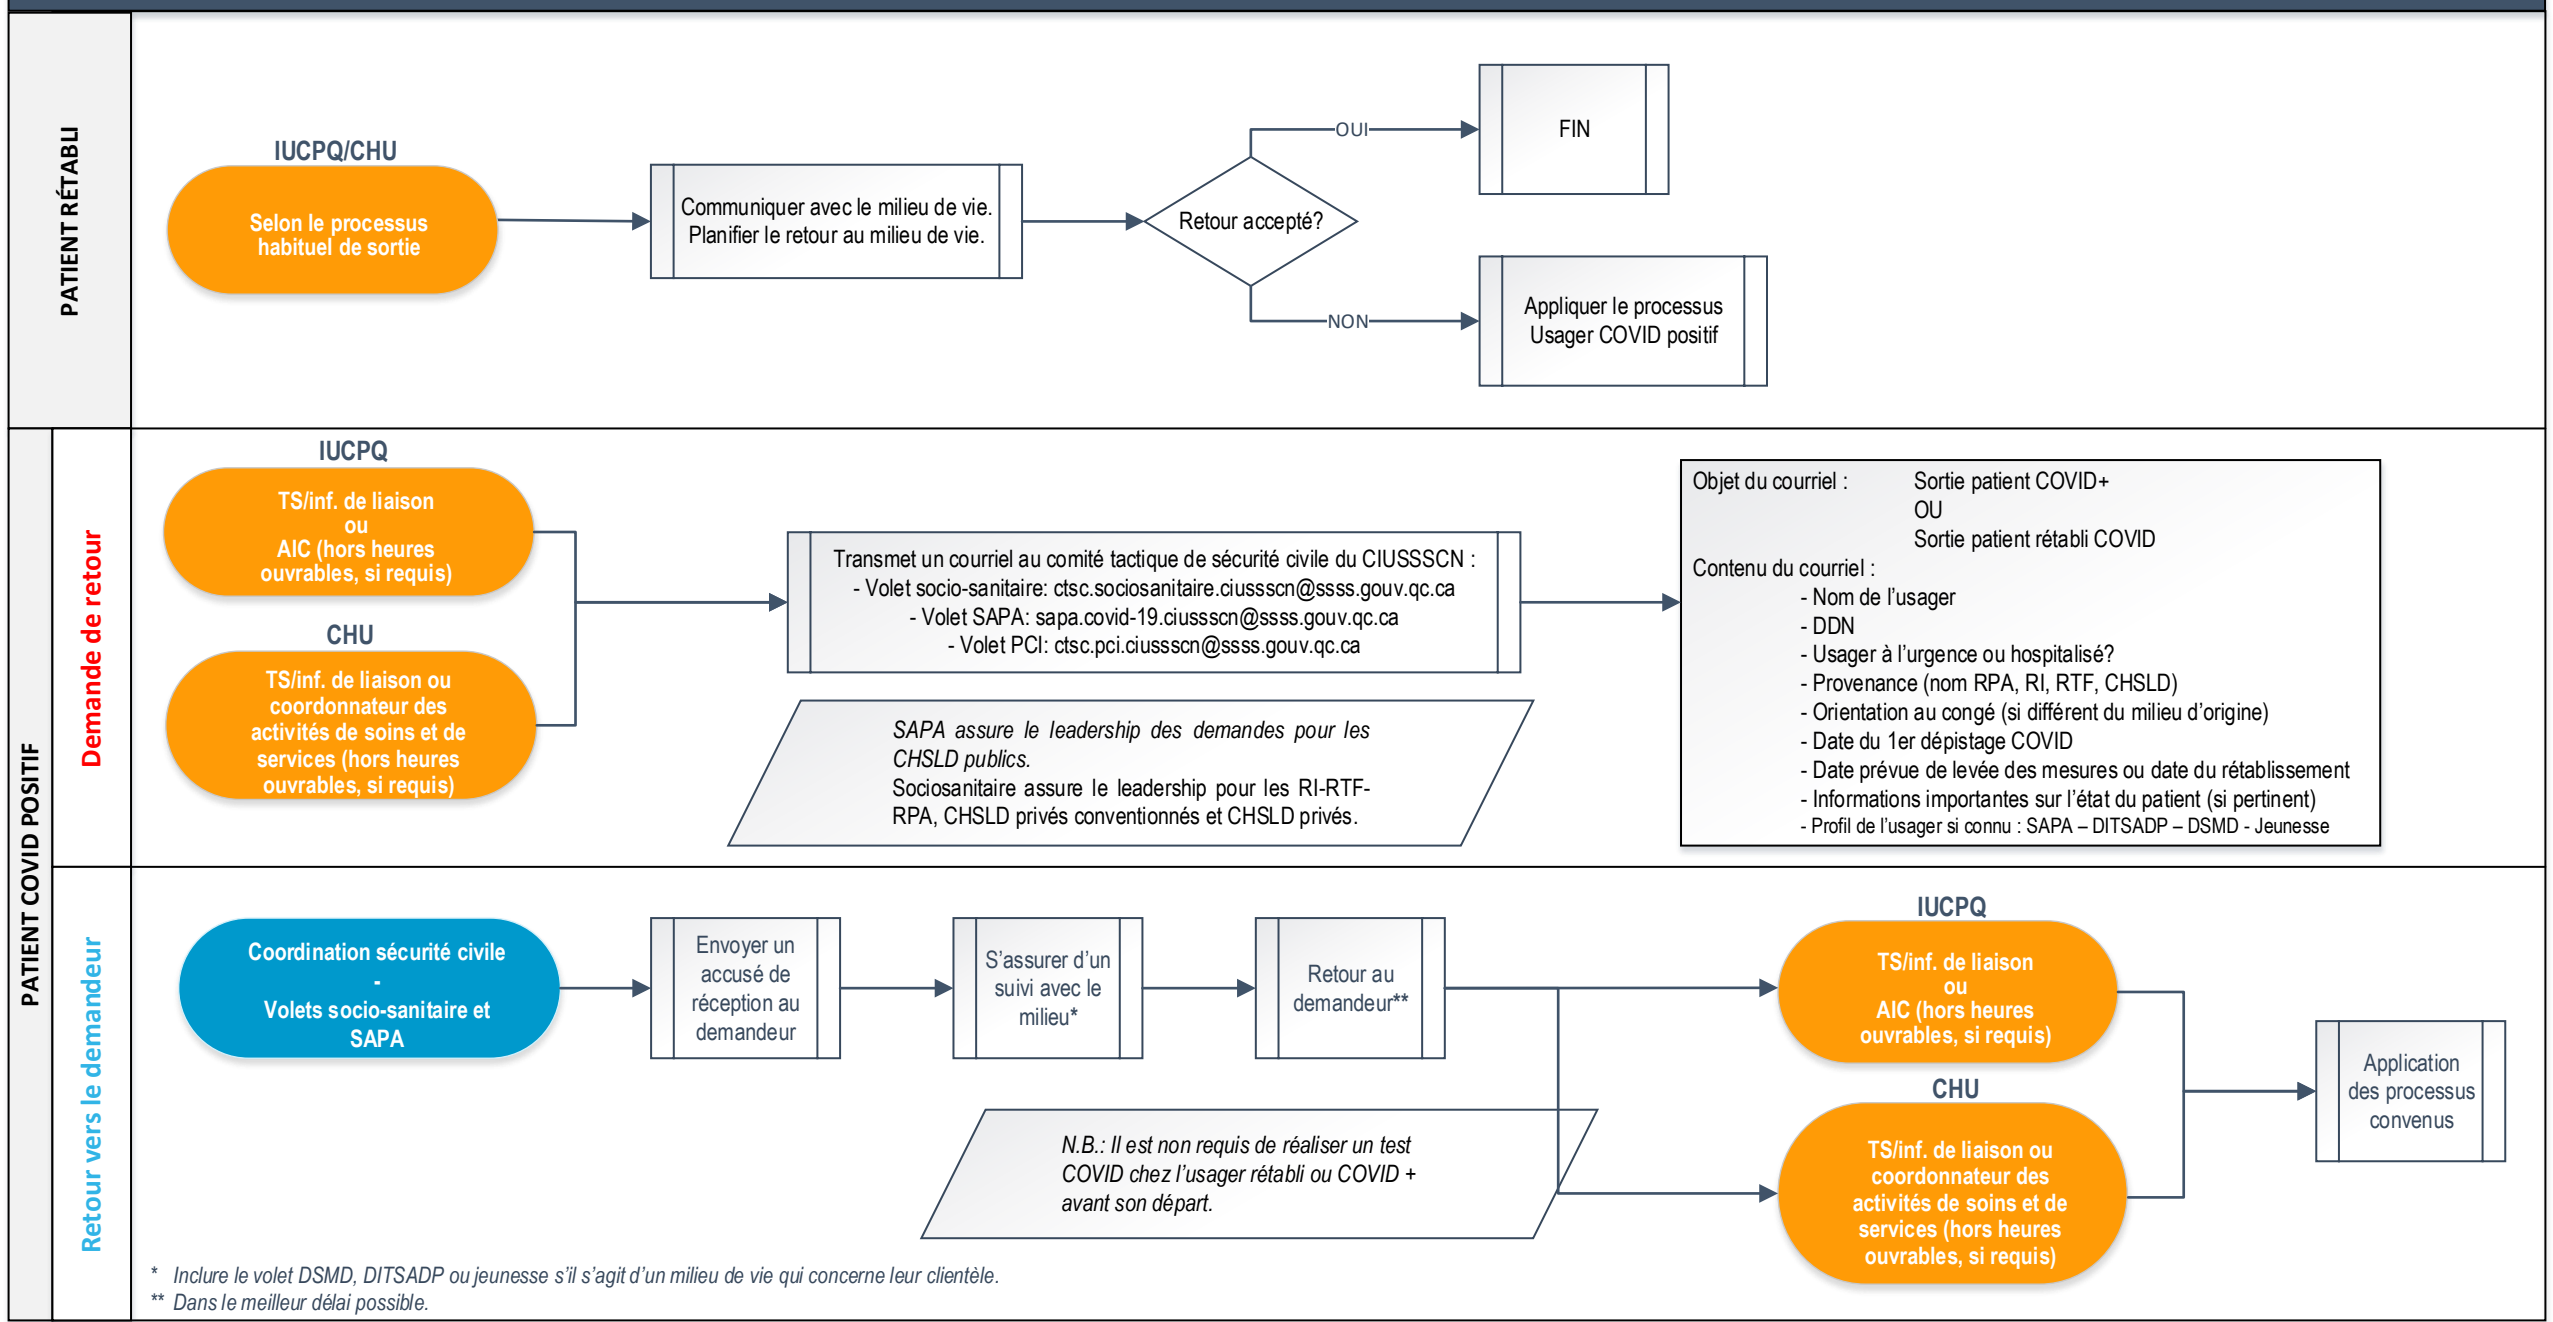 PATIENT RÉTABLI
IUCPQ/CHU
Selon le processus
habituel de sortie
Communiquer avec le milieu de vie.
Planifier le retour au milieu de vie.
Retour accepté?
OUI
FIN
NON
Appliquer le processus
Usager COVID positif
PATIENT COVID POSITIF
Demande de retour
IUCPQ
TS/inf. de liaison
ou
AIC (hors heures
ouvrables, si requis)
CHU
TS/inf. de liaison ou
coordonnateur des
activités de soins et de
services (hors heures
ouvrables, si requis)
Transmet un courriel au comité tactique de sécurité civile du CIUSSSCN :
- Volet socio-sanitaire: ctsc.sociosanitaire.ciussscn@ssss.gouv.qc.ca
- Volet SAPA: sapa.covid-19.ciussscn@ssss.gouv.qc.ca
- Volet PCI: ctsc.pci.ciussscn@ssss.gouv.qc.ca
SAPA assure le leadership des demandes pour les
CHSLD publics.
Sociosanitaire assure le leadership pour les RI-RTF-
RPA, CHSLD privés conventionnés et CHSLD privés.
Objet du courriel : Sortie patient COVID+
OU
Sortie patient rétabli COVID
Contenu du courriel :
- Nom de l’usager
- DDN
- Usager à l’urgence ou hospitalisé?
- Provenance (nom RPA, RI, RTF, CHSLD)
- Orientation au congé (si différent du milieu d’origine)
- Date du 1er dépistage COVID
- Date prévue de levée des mesures ou date du rétablissement
- Informations importantes sur l’état du patient (si pertinent)
- Profil de l’usager si connu : SAPA – DITSADP – DSMD - Jeunesse
Retour vers le demandeur
Coordination sécurité civile
-
Volets socio-sanitaire et
SAPA
Envoyer un
accusé de
réception au
demandeur
S’assurer d’un
suivi avec le
milieu*
Retour au
demandeur**
N.B.: Il est non requis de réaliser un test
COVID chez l’usager rétabli ou COVID +
avant son départ.
IUCPQ
TS/inf. de liaison
ou
AIC (hors heures
ouvrables, si requis)
CHU
TS/inf. de liaison ou
coordonnateur des
activités de soins et de
services (hors heures
ouvrables, si requis)
Application
des processus
convenus
* Inclure le volet DSMD, DITSADP ou jeunesse s’il s’agit d’un milieu de vie qui concerne leur clientèle.
** Dans le meilleur délai possible.